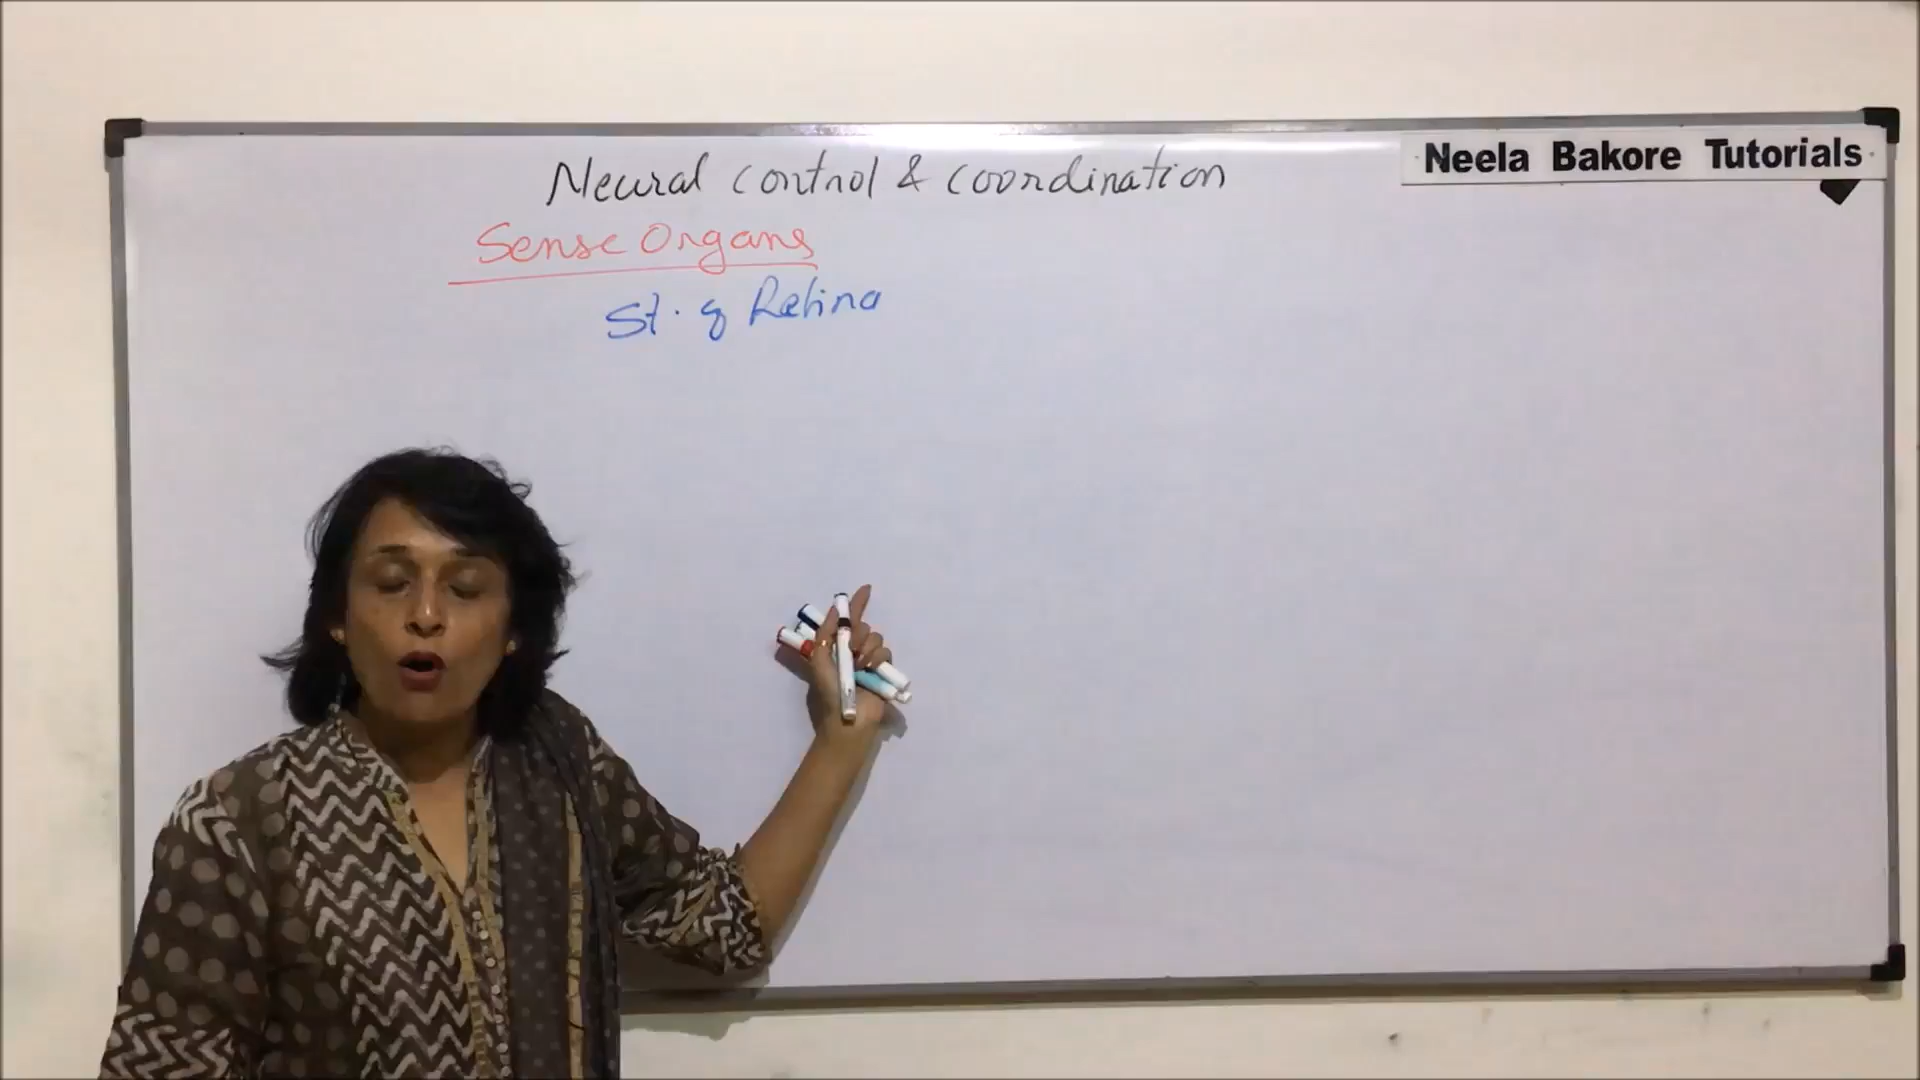 Neela Bakore Tutorials
Neural control & coordination
Sense Organs
St. of Retina